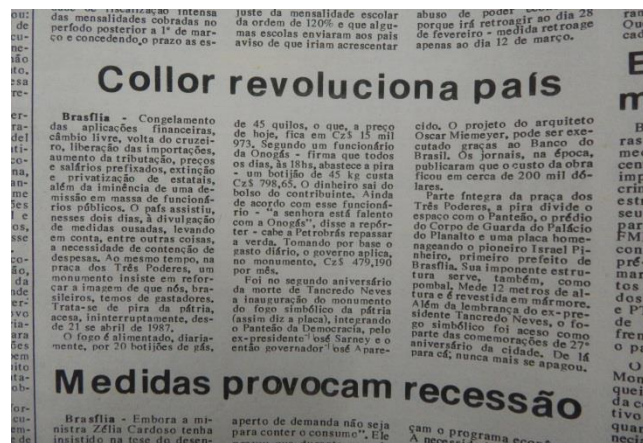 de fiscalização intensa
das mensalidades cobradas no
período posterior a 1º de mar-
ço e concedendo o prazo as es-
juste da mensalidade escolar
da ordem de 120% e que algu-
mas escolas enviaram aos pais
aviso de que iriam acrescentar
abuso de poder
porque irá retroagir ao dia 28
de fevereiro - medida retroage
apenas ao dia 12 de março.
Collor revoluciona país
Brasília - Congelamento
das aplicações financeiras,
câmbio livre, volta do cruzei-
ro, liberação das importações,
aumento da tributação, preços
e salários prefixados, extinção
e privatização de estatais,
além da iminência de uma de-
missão em massa de funcioná-
rios públicos. O país assistiu,
nesses dois dias, à divulgação
de medidas ousadas, levando
em conta, entre outras coisas,
a necessidade de contenção de
despesas. Ao mesmo tempo, na
praça dos Três Poderes, um
monumento insiste em refor-
çar a imagem de que nós, bra-
sileiros, temos de gastadores.
Trata-se de pira da pátria,
acesa, ininterruptamente, des-
de 21 se abril de 1987.
O fogo é alimentado, diaria-
mente, por 20 botijões de gás,
de 45 quilos, o que, a preço
de hoje, fica em Cz$ 15 mil
973. Segundo um funcionário
da Onogás - firma que todos
os dias, às 18hs, abastece a pira
- um botijão de 45 kg custa
Cz$ 798,65, O dinheiro sai do
bolso do contribuinte. Ainda
de acordo com esse funcioná-
rio - "a senhora está falento
com a Onogás", disse a repór-
ter - cabe a Petrobrás repassar
a verda. Tomando por base o
gasto diário, o governo aplica,
no monumento, Cz$ 479,190
por mês.
Foi no segundo aniversário
da morte de Tancredo Neves
a inauguração do monumento
do fogo simbólico da pátria
(assim diz a placa), integrando
o Panteão da Democracia, pelo
ex-presidente José Sarney e o
então governador José Apare-
cido. O projeto do arquiteto
Oscar Miemeyer, pode ser exe-
cutado graças ao Banco do
Brasil. Os jornais, na época,
publicaram que o custo da obra
ficou em cerca de 200 mil dó-
lares.
Parte íntegra da praça dos
Três Poderes, a pira divide o
espaço com o Panteão, o prédio
do Corpo de Guarda do Palácio
do Planalto e uma placa home-
nageando o pioneiro Israel Pi-
nheiro, primeiro prefeito de
Brasília. Sua imponente estru-
tura serve, também, como
pombal. Mede 12 metros de al-
tura e é revestida em mármore.
Além da lembrança do ex-pre-
sidente Tancredo Neves, o fo-
go simbólico foi aceso como
parte das comemorações de 27º
aniversário da cidade. De lá
para cá, nunca mais se apagou.
Medidas provocam recessão
Brasília - Embora a mi-
nistra Zélia Cardoso tenha
insistido na tese do desen-
aperto de demanda não seja
para conter o consumo". Ele
çam o programa